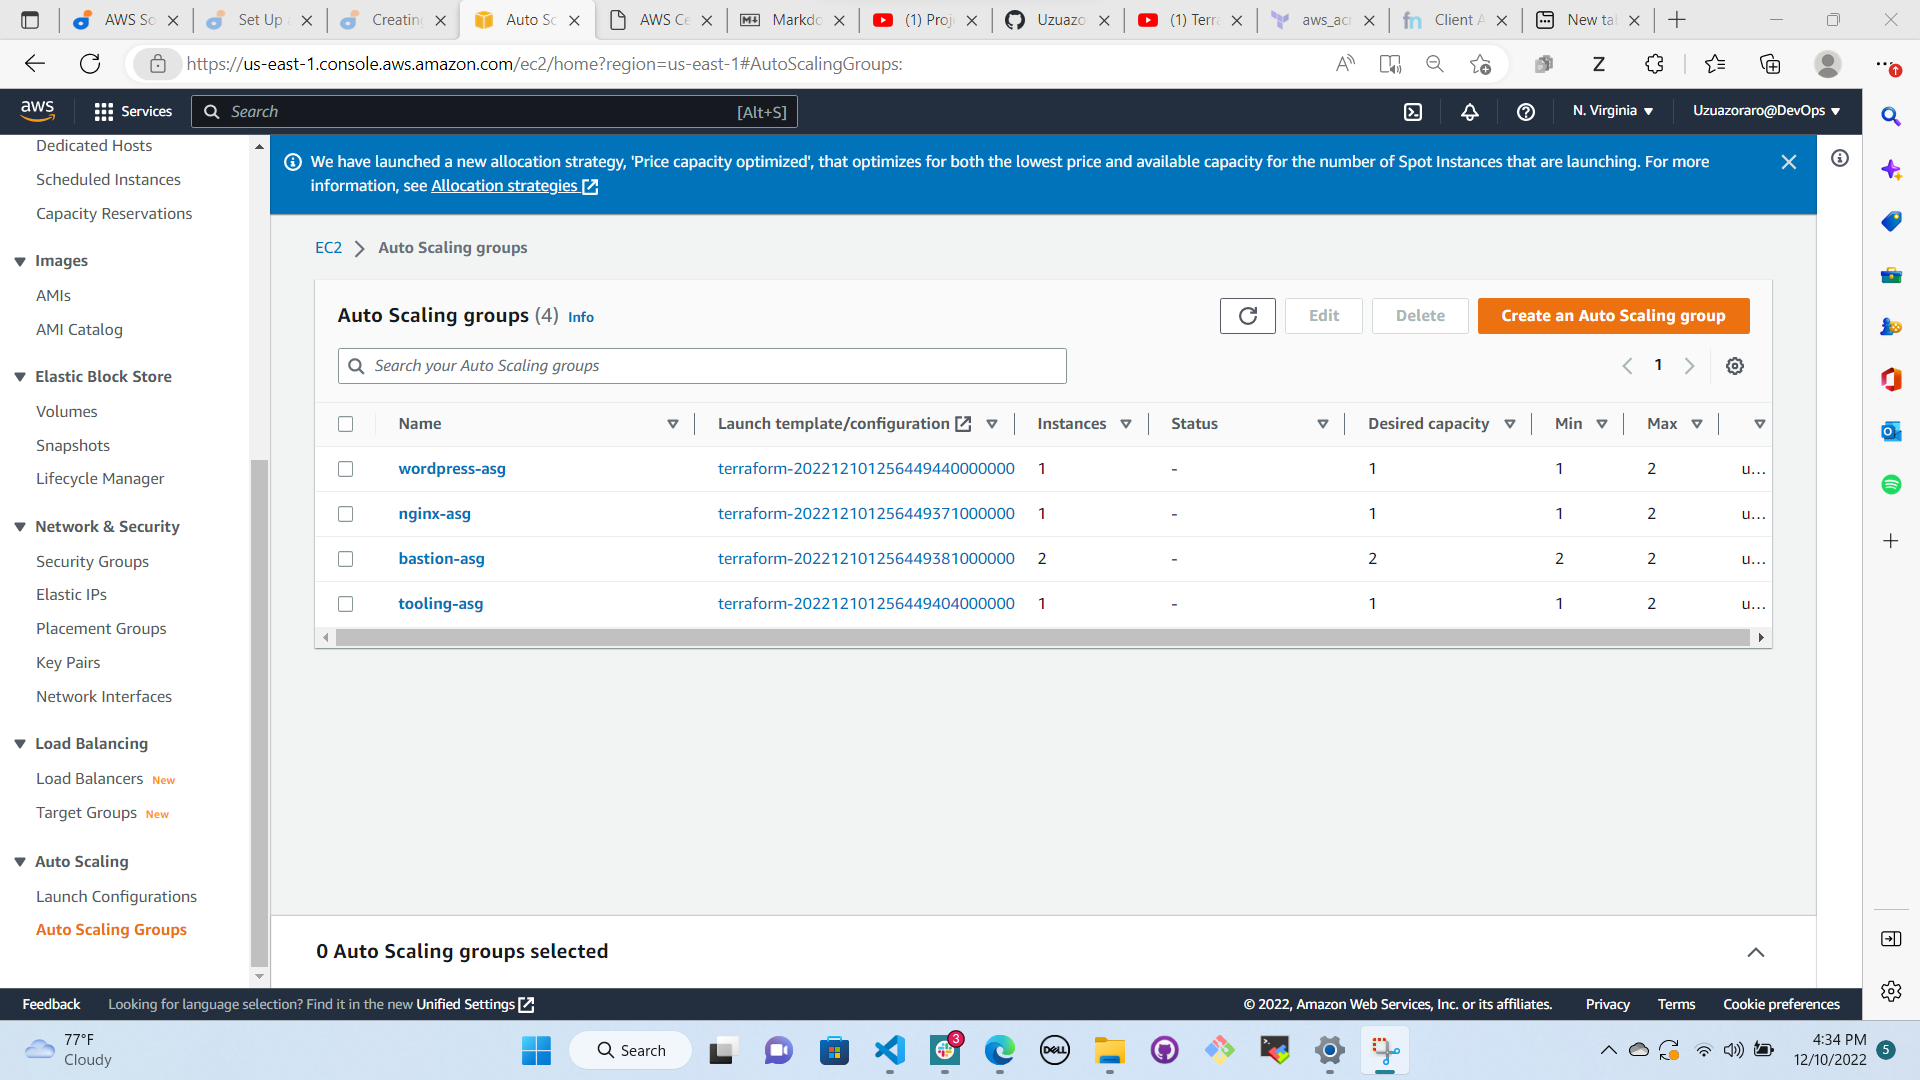 AWS So
Set Up
Creating
Auto Sc
AWS Ce
Markdo
(1) Proj
Uzuazo
(1) Terra
aws_acr
Client A
New ta
https://us-east-1.console.aws.amazon.com/ec2/home?region=us-east-1#AutoScalingGroups:
aws
Services
Search
[Alt+S]
N. Virginia
Uzuazoraro@DevOps
Dedicated Hosts
Scheduled Instances
Capacity Reservations
Images
AMIs
AMI Catalog
Elastic Block Store
Volumes
Snapshots
Lifecycle Manager
Network & Security
Security Groups
Elastic IPs
Placement Groups
Key Pairs
Network Interfaces
Load Balancing
Load Balancers New
Target Groups New
Auto Scaling
Launch Configurations
Auto Scaling Groups
We have launched a new allocation strategy, 'Price capacity optimized', that optimizes for both the lowest price and available capacity for the number of Spot Instances that are launching. For more
information, see Allocation strategies
EC2 Auto Scaling groups
Auto Scaling groups (4) Info
Edit
Delete
Create an Auto Scaling group
Search your Auto Scaling groups
1
Name Launch template/configuration Instances Status Desired capacity Min Max
wordpress-asg terraform-202212101256449440000000 1 - 1 1 2 u...
nginx-asg terraform-202212101256449371000000 1 - 1 1 2 u...
bastion-asg terraform-202212101256449381000000 2 - 2 2 2 u...
tooling-asg terraform-202212101256449404000000 1 - 1 1 2 u...
0 Auto Scaling groups selected
Feedback Looking for language selection? Find it in the new Unified Settings
© 2022, Amazon Web Services, Inc. or its affiliates. Privacy Terms Cookie preferences
77°F
Cloudy
Search
3
DELL
4:34 PM
12/10/2022
5